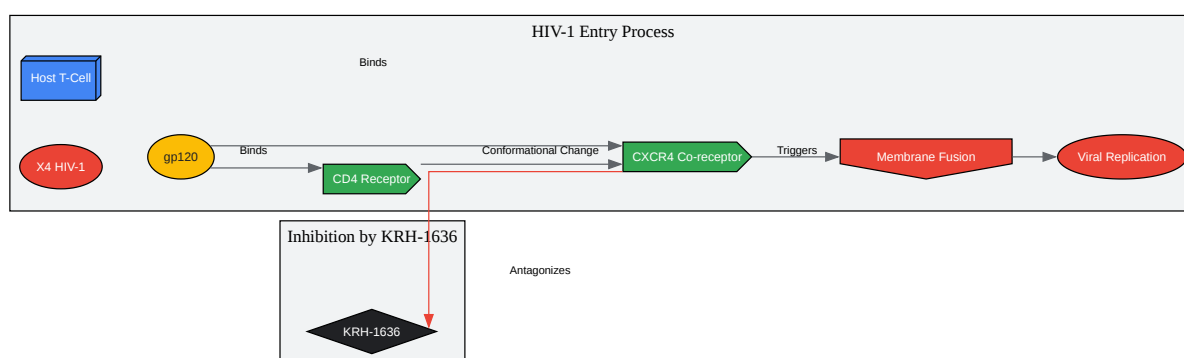 HIV-1 Entry Process
Binds
Host T-Cell
X4 HIV-1
gp120
Binds
CD4 Receptor
Conformational Change
CXCR4 Co-receptor
Triggers
Membrane Fusion
Viral Replication
Inhibition by KRH-1636
Antagonizes
KRH-1636